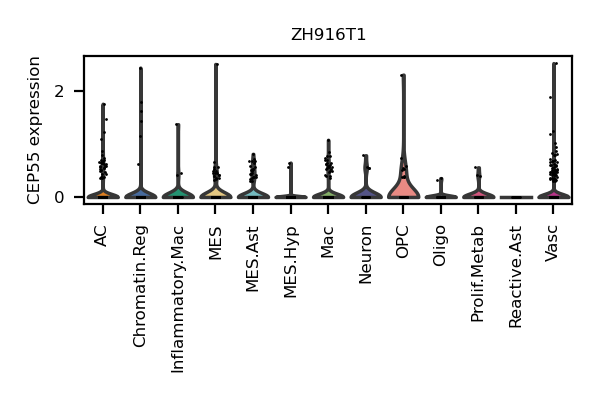 ZH916T1
CEP55 expression
2
0
AC
Chromatin.Reg
Inflammatory.Mac
MES
MES.Ast
MES.Hyp
Mac
Neuron
OPC
Oligo
Prolif.Metab
Reactive.Ast
Vasc